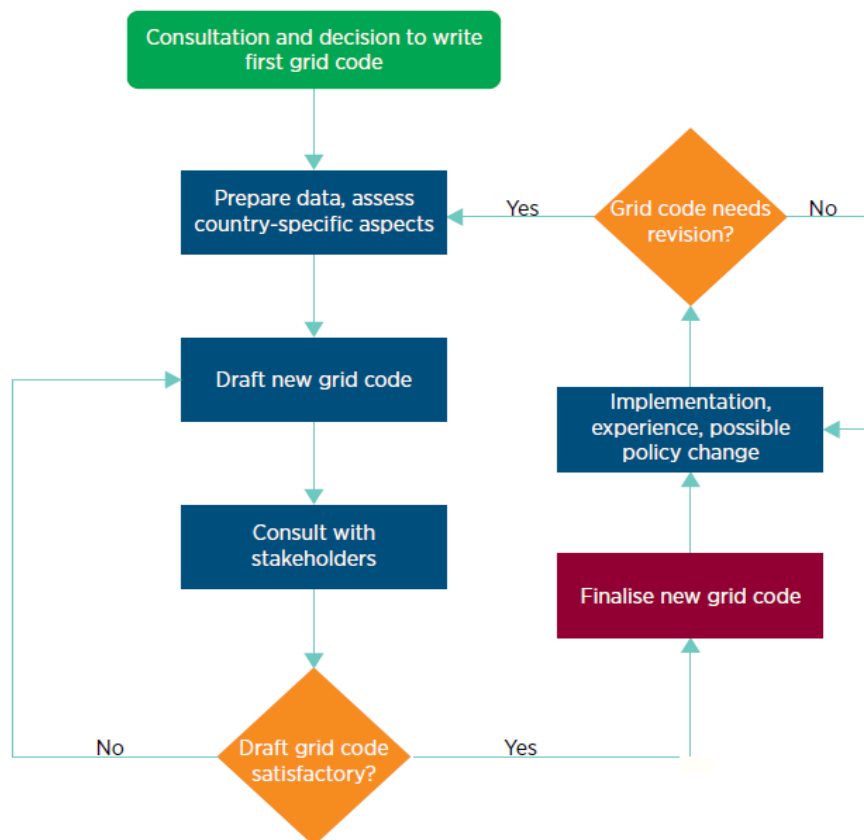 Consultation and decision to write
first grid code
Prepare data, assess
country-specific aspects
Yes
Grid code needs
revision?
No
Draft new grid code
Implementation,
experience, possible
policy change
Consult with
stakeholders
Finalise new grid code
No
Draft grid code
satisfactory?
Yes